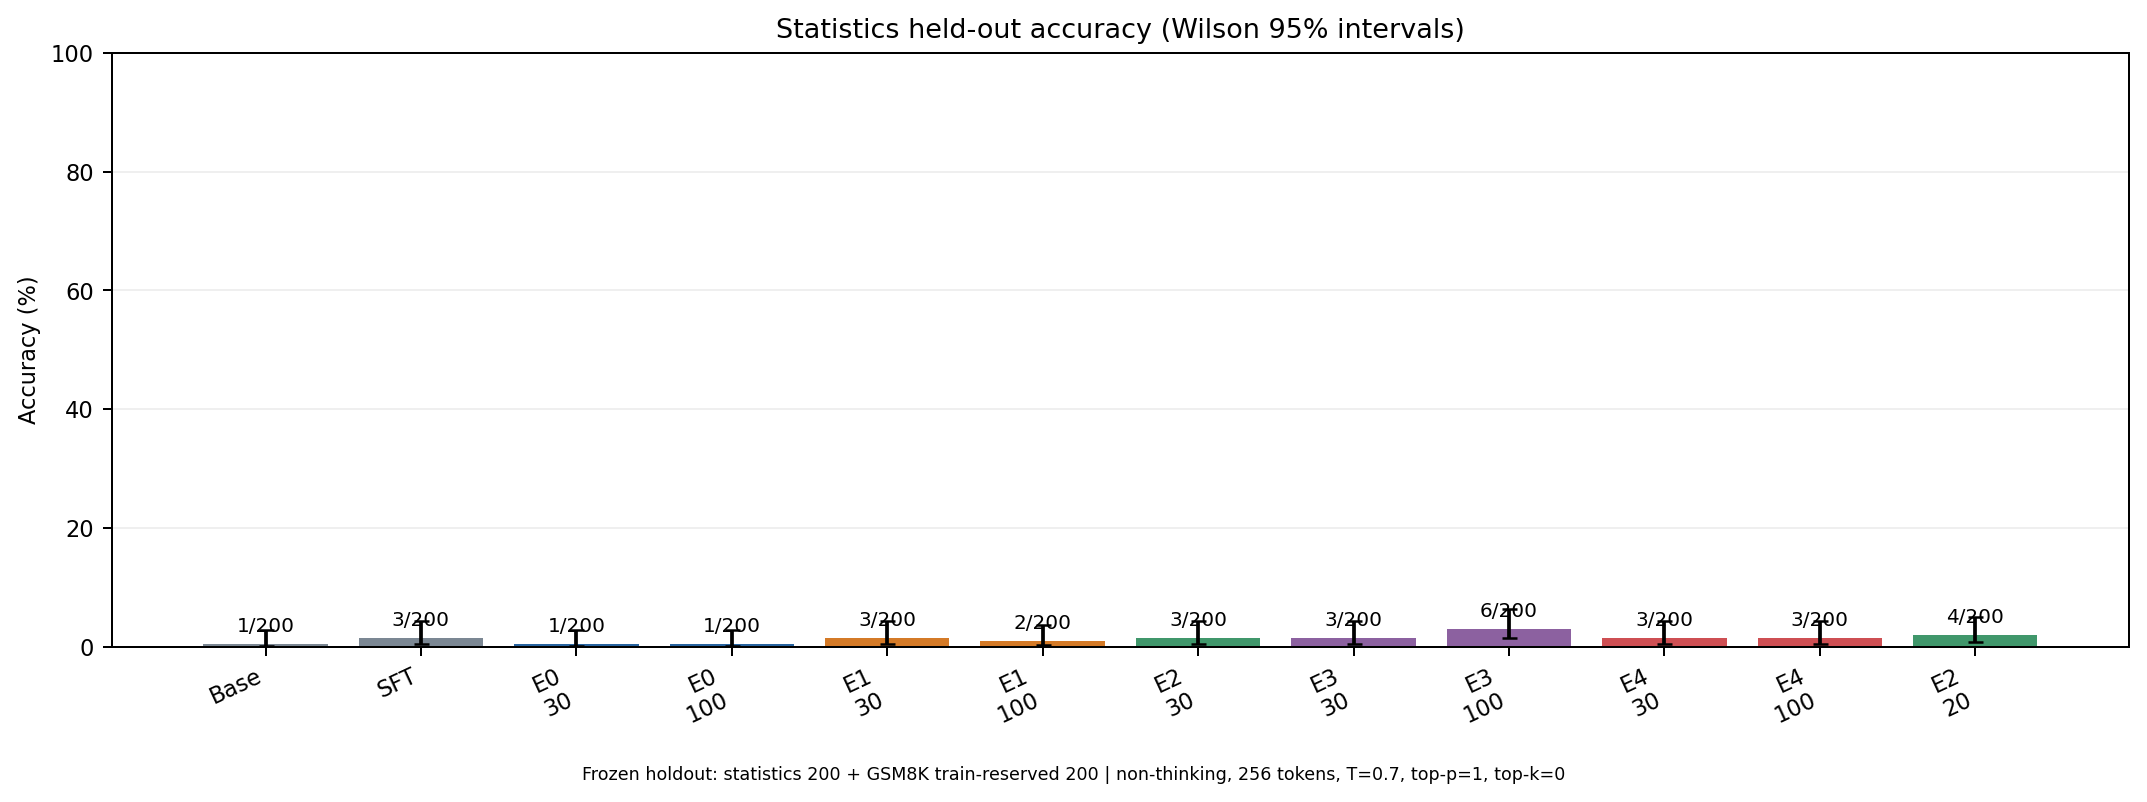 Statistics held-out accuracy (Wilson 95% intervals)
Accuracy (%)
100
80
60
40
20
0
1/200
3/200
1/200
1/200
3/200
2/200
3/200
3/200
6/200
3/200
3/200
4/200
Base
SFT
E0
30
E0
100
E1
30
E1
100
E2
30
E3
30
E3
100
E4
30
E4
100
E2
20
Frozen holdout: statistics 200 + GSM8K train-reserved 200 | non-thinking, 256 tokens, T=0.7, top-p=1, top-k=0